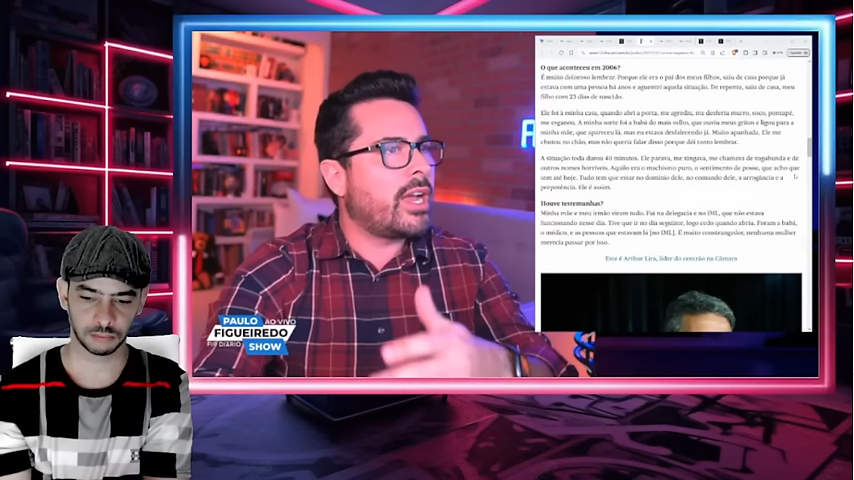 O que aconteceu em 2006?
É muito doloroso lembrar. Porque ele era o pai dos meus filhos, saiu de casa porque já
estava com uma pessoa há anos e aguentei aquela situação. De repente, saiu de casa, meu
filho com 23 dias de nascido.
Ele foi à minha casa, quando abri a porta, me agrediu, me desferiu murro, soco, pontapé,
me esganou. A minha sorte foi a babá do mais velho, que ouviu meus gritos e ligou para a
minha mãe, que apareceu lá, mas eu estava desfalecendo já. Muito apanhada. Ele me
chutou no chão, mas não queria falar disso porque dói tanto lembrar.
A situação toda durou 40 minutos. Ele parava, me xingava, me chamava de vagabunda e de
outros nomes horríveis. Aquilo era o machismo puro, o sentimento de posse, que acho que
tem até hoje. Tudo tem que estar no domínio dele, no comando dele, a arrogância e a
prepotência. Ele é assim.
Houve testemunhas?
Minha mãe e meu irmão viram tudo. Fui na delegacia e no IML, que não estava
funcionando nesse dia. Tive que ir no dia seguinte, logo cedo quando abria. Foram a babá,
o médico, e as pessoas que estavam lá [no IML]. É muito constrangedor, nenhuma mulher
merecia passar por isso.
Este é Arthur Lira, líder do centrão na Câmara
PAULO AO VIVO
FIGUEIREDO
DIÁRIO SHOW